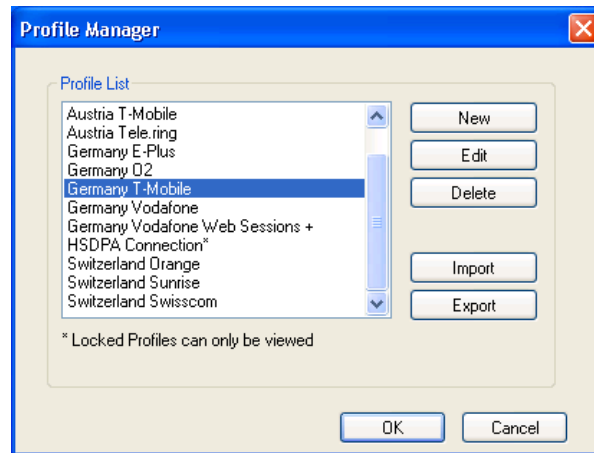 Profile Manager
Profile List
Austria T-Mobile
Austria Tele.ring
Germany E-Plus
Germany O2
Germany T-Mobile
Germany Vodafone
Germany Vodafone Web Sessions +
HSDPA Connection*
Switzerland Orange
Switzerland Sunrise
Switzerland Swisscom
New
Edit
Delete
Import
Export
* Locked Profiles can only be viewed
OK
Cancel